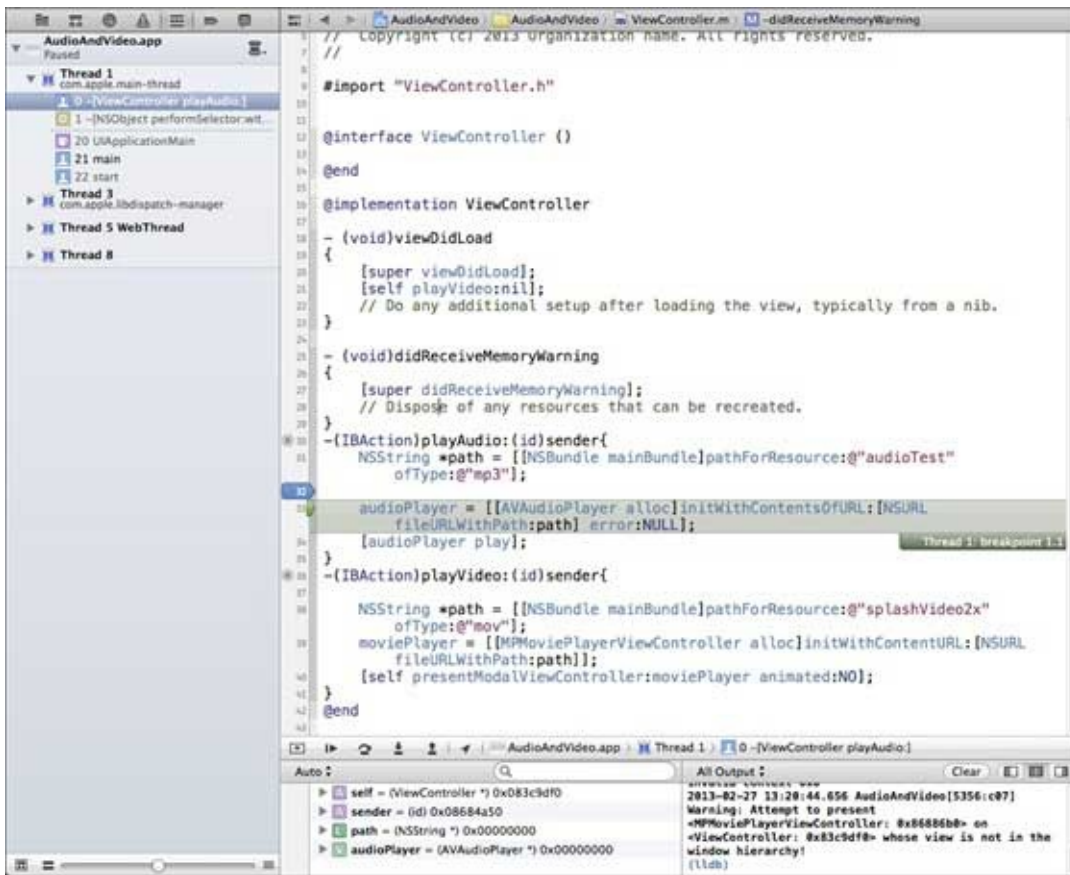 AudioAndVideo AudioAndVideo ViewController.m -didReceiveMemoryWarning
AudioAndVideo.app
Paused
Thread 1
com.apple.main-thread
0 -[ViewController playAudio:]
1 -[NSObject performSelector:wit...
20 UIApplicationMain
21 main
22 start
Thread 3
com.apple.libdispatch-manager
Thread 5 WebThread
Thread 8
// Copyright (c) 2013 Organization name. All rights reserved.
//
#import "ViewController.h"
@interface ViewController ()
@end
@implementation ViewController
- (void)viewDidLoad
{
[super viewDidLoad];
[self playVideo:nil];
// Do any additional setup after loading the view, typically from a nib.
}
- (void)didReceiveMemoryWarning
{
[super didReceiveMemoryWarning];
// Dispose of any resources that can be recreated.
}
-(IBAction)playAudio:(id)sender{
NSString *path = [[NSBundle mainBundle]pathForResource:@"audioTest"
ofType:@"mp3"];
audioPlayer = [[AVAudioPlayer alloc]initWithContentsOfURL:[NSURL
fileURLWithPath:path] error:NULL];
Thread 1: breakpoint 1.1
[audioPlayer play];
}
-(IBAction)playVideo:(id)sender{
NSString *path = [[NSBundle mainBundle]pathForResource:@"splashVideo2x"
ofType:@"mov"];
moviePlayer = [[MPMoviePlayerViewController alloc]initWithContentURL:[NSURL
fileURLWithPath:path]];
[self presentModalViewController:moviePlayer animated:NO];
}
@end
AudioAndVideo.app Thread 1 0 -[ViewController playAudio:]
Auto
All Output
Clear
self = (ViewController *) 0x083c9df0
sender = (id) 0x08684a50
path = (NSString *) 0x00000000
audioPlayer = (AVAudioPlayer *) 0x00000000
invalid context 0x0
2013-02-27 13:20:44.656 AudioAndVideo[5356:c07]
Warning: Attempt to present
<MPMoviePlayerViewController: 0x86886b0> on
<ViewController: 0x83c9df0> whose view is not in the
window hierarchy!
(lldb)